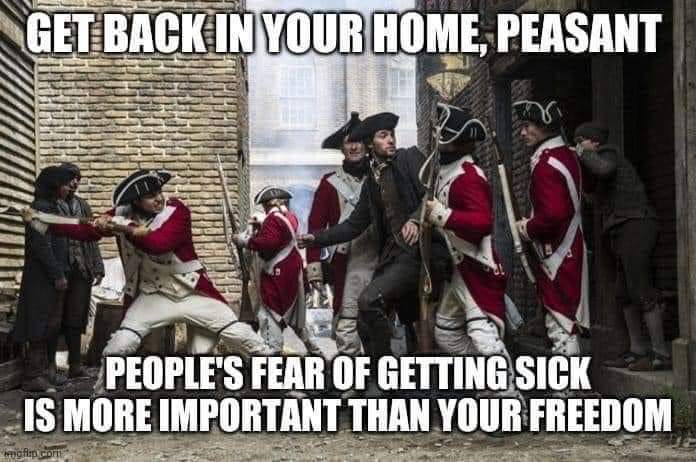 GET BACK IN YOUR HOME, PEASANT
PEOPLE'S FEAR OF GETTING SICK
IS MORE IMPORTANT THAN YOUR FREEDOM
imgflip.com